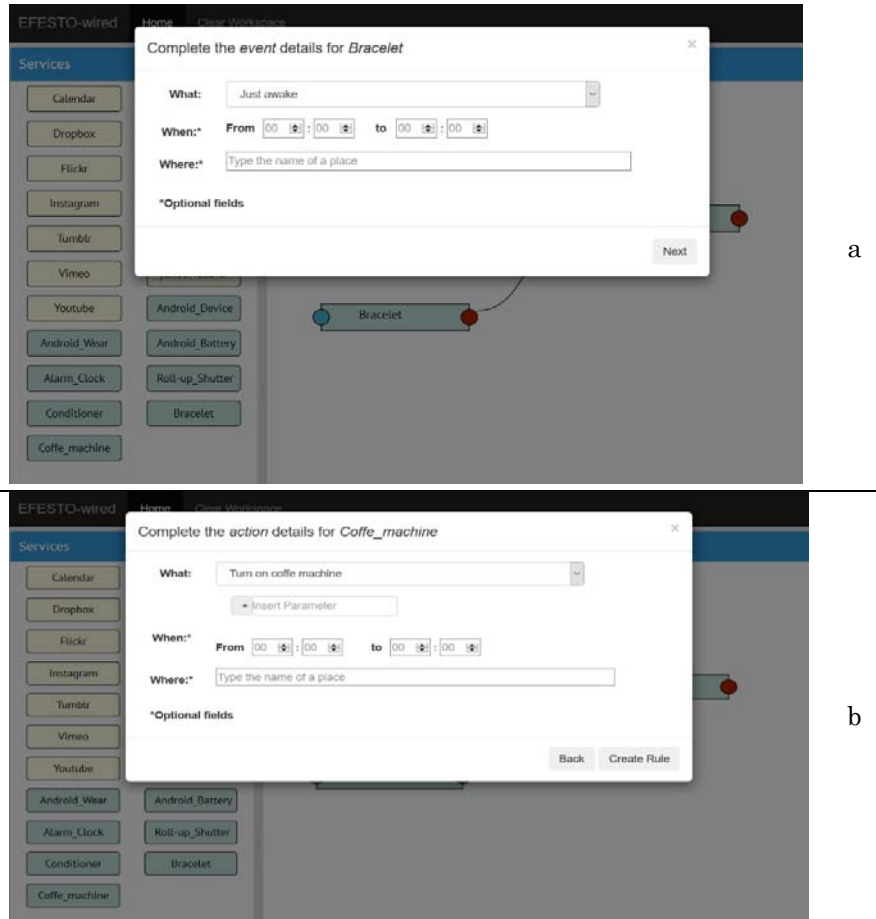 EFESTO-wired Home Clear Workspace
Complete the event details for Bracelet ×
Services
What: Just awake
Calendar
When:* From 00 : 00 to 00 : 00
Dropbox
Where:* Type the name of a place
Flickr
*Optional fields
Instagram
Tumblr
Next
Vimeo
Youtube Android_Device
Bracelet
Android_Wear Android_Battery
Alarm_Clock Roll-up_Shutter
Conditioner Bracelet
Coffe_machine
a
EFESTO-wired Home Clear Workspace
Complete the action details for Coffe_machine ×
Services
What: Turn on coffe machine
Calendar
+ Insert Parameter
Dropbox
When:* From 00 : 00 to 00 : 00
Flickr
Instagram
Where:* Type the name of a place
Tumblr
*Optional fields
Vimeo
Back Create Rule
Youtube
Android_Wear Android_Battery
Alarm_Clock Roll-up_Shutter
Conditioner Bracelet
Coffe_machine
b